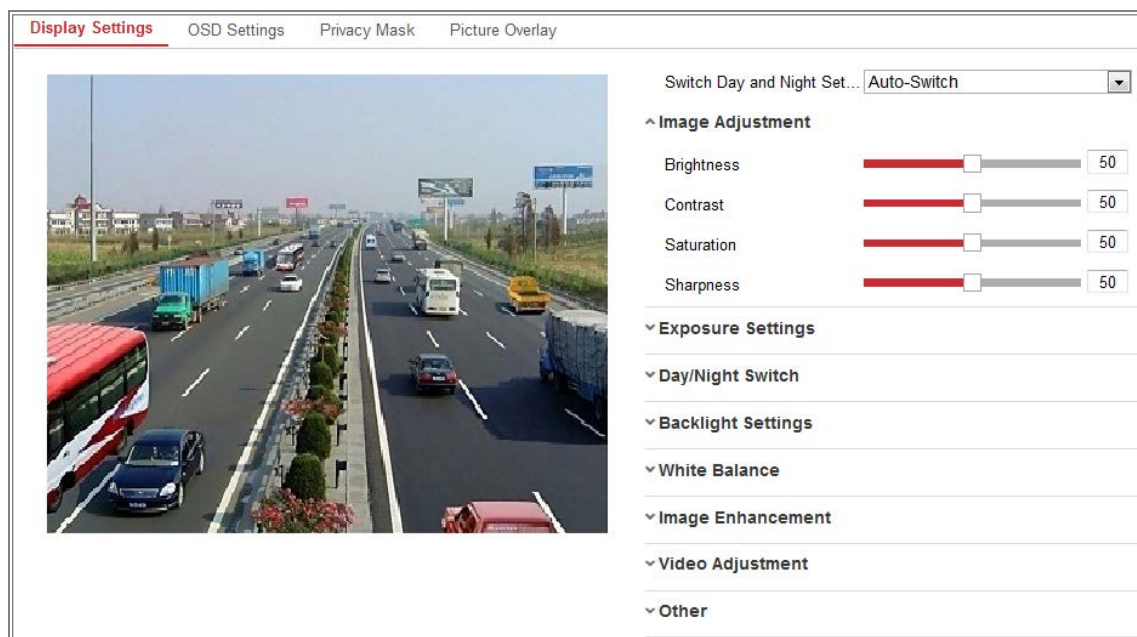 Display Settings OSD Settings Privacy Mask Picture Overlay
Switch Day and Night Set... Auto-Switch
Image Adjustment
Brightness 50
Contrast 50
Saturation 50
Sharpness 50
Exposure Settings
Day/Night Switch
Backlight Settings
White Balance
Image Enhancement
Video Adjustment
Other